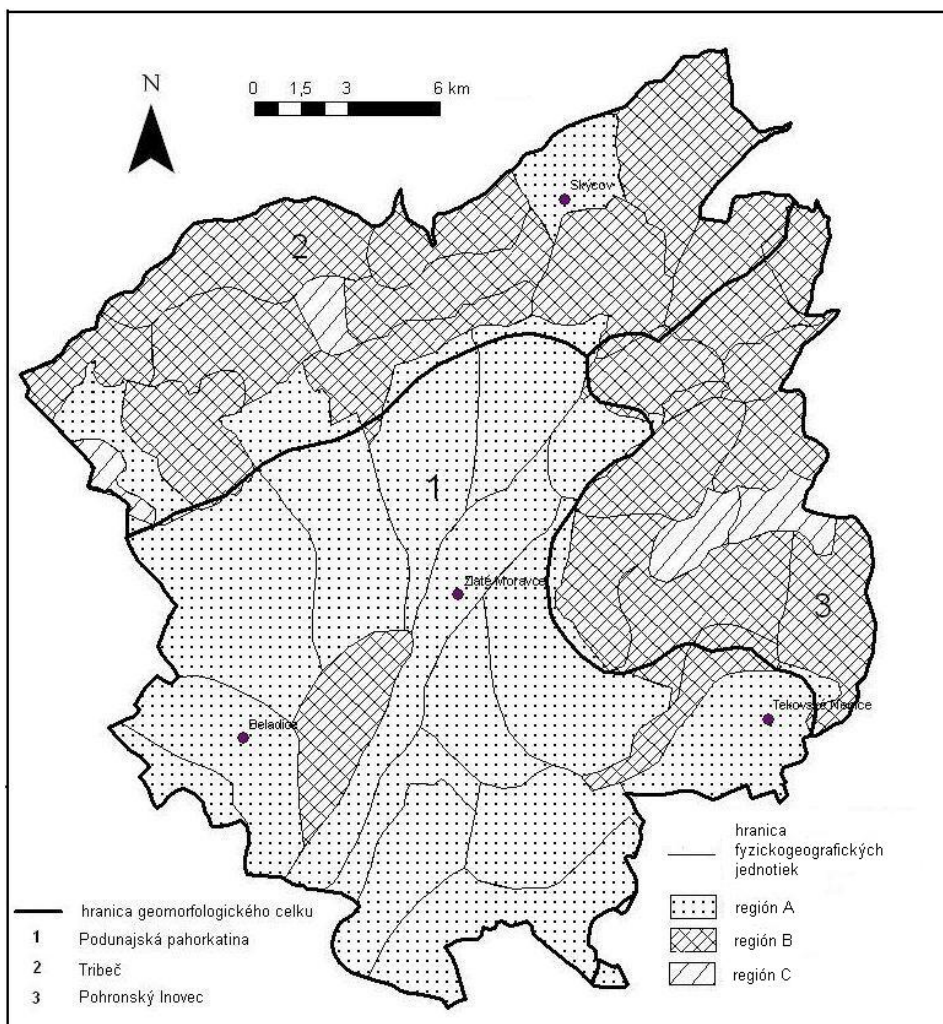 N
0 1,5 3 6 km
Skýcov
2
1
Zlaté Moravce
3
Tekovské Nemce
Beladice
hranica
fyzickogeografických
jednotiek
región A
región B
región C
hranica geomorfologického celku
1 Podunajská pahorkatina
2 Tribeč
3 Pohronský Inovec